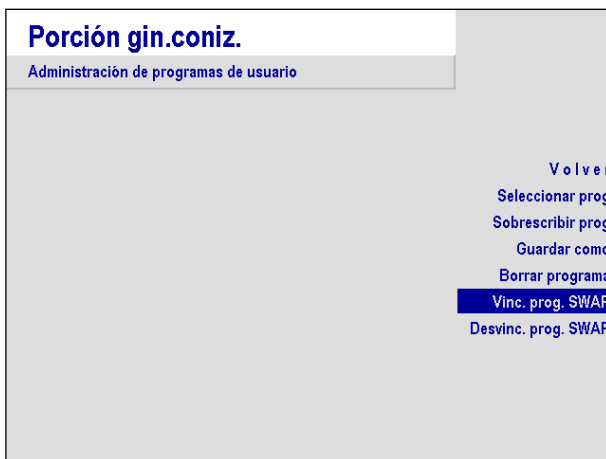 Porción gin.coniz.
Administración de programas de usuario
V o l v e
Seleccionar prog
Sobrescribir prog
Guardar como
Borrar programa
Vinc. prog. SWAP
Desvinc. prog. SWAP